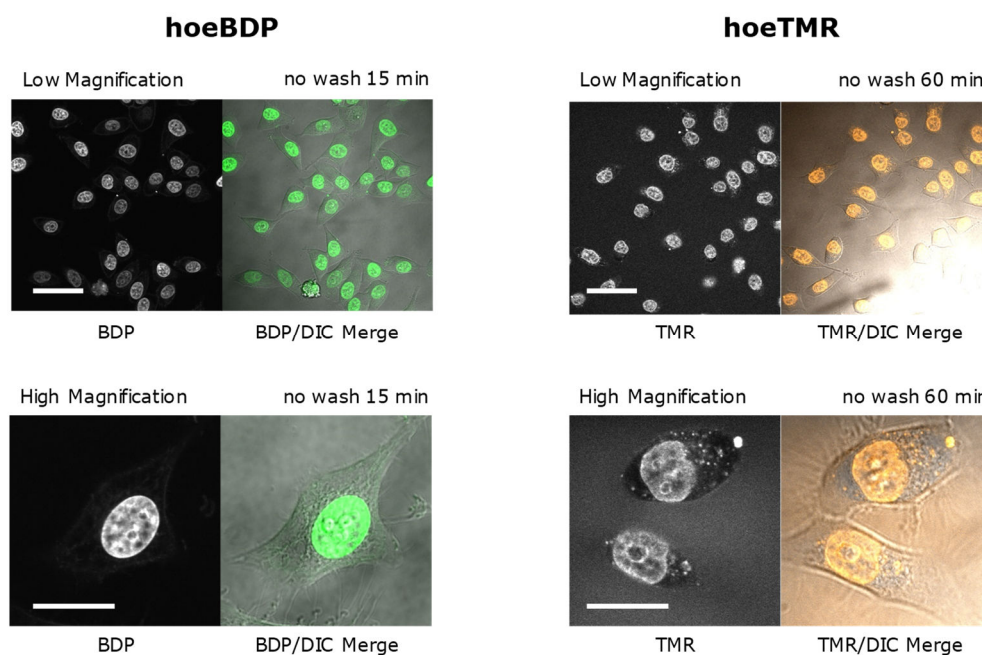 hoeBDP
hoeTMR
Low Magnification no wash 15 min
Low Magnification no wash 60 min
BDP BDP/DIC Merge
TMR TMR/DIC Merge
High Magnification no wash 15 min
High Magnification no wash 60 min
BDP BDP/DIC Merge
TMR TMR/DIC Merge